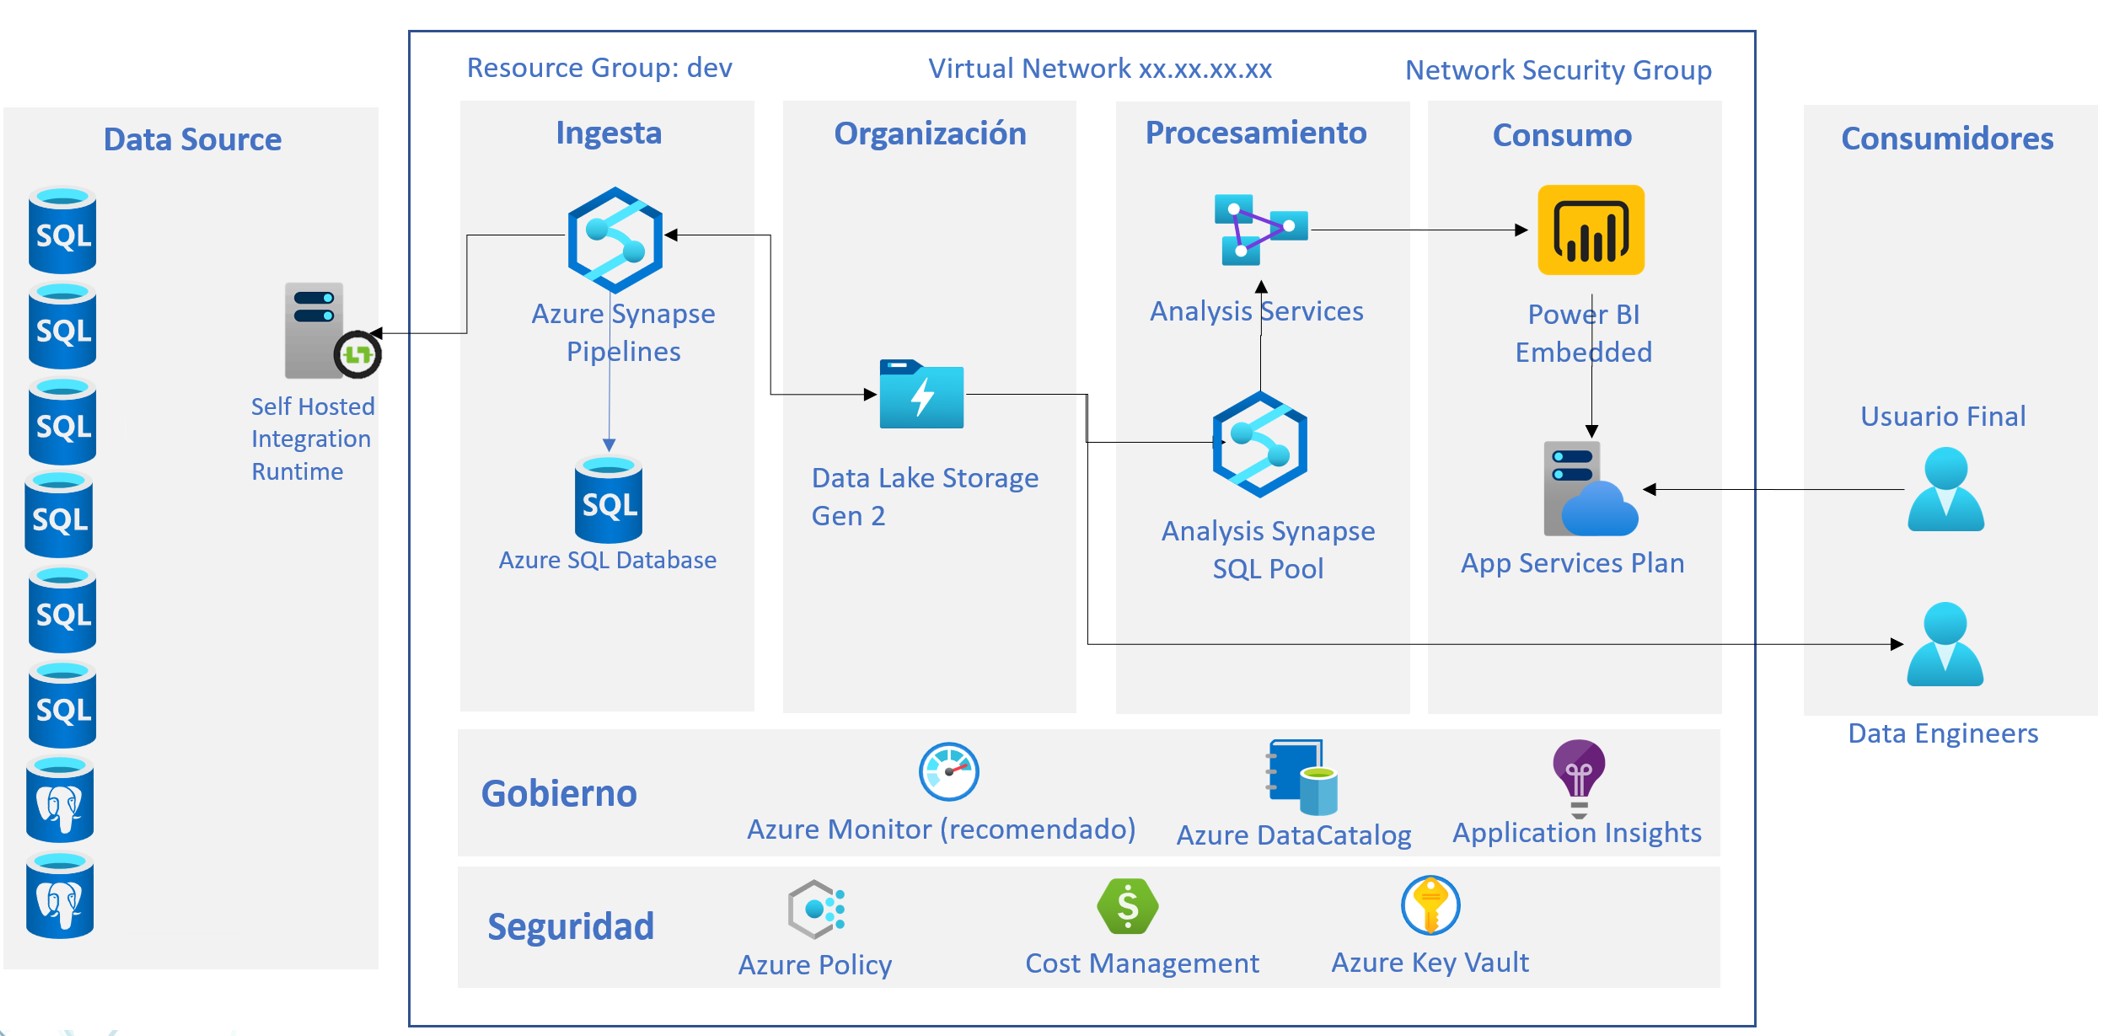 Resource Group: dev
Virtual Network xx.xx.xx.xx
Network Security Group
Data Source
SQL
SQL
SQL
SQL
SQL
SQL
Self Hosted
Integration
Runtime
Ingesta
Azure Synapse
Pipelines
SQL
Azure SQL Database
Organización
Data Lake Storage
Gen 2
Procesamiento
Analysis Services
Analysis Synapse
SQL Pool
Consumo
Power BI
Embedded
App Services Plan
Consumidores
Usuario Final
Data Engineers
Gobierno
Azure Monitor (recomendado)
Azure DataCatalog
Application Insights
Seguridad
Azure Policy
$
Cost Management
Azure Key Vault